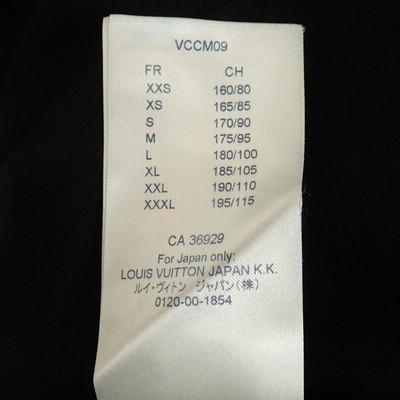 VCCM09
FR CH
XXS 160/80
XS 165/85
S 170/90
M 175/95
L 180/100
XL 185/105
XXL 190/110
XXXL 195/115
CA 36929
For Japan only:
LOUIS VUITTON JAPAN K.K.
ルイ・ヴィトン ジャパン(株)
0120-00-1854